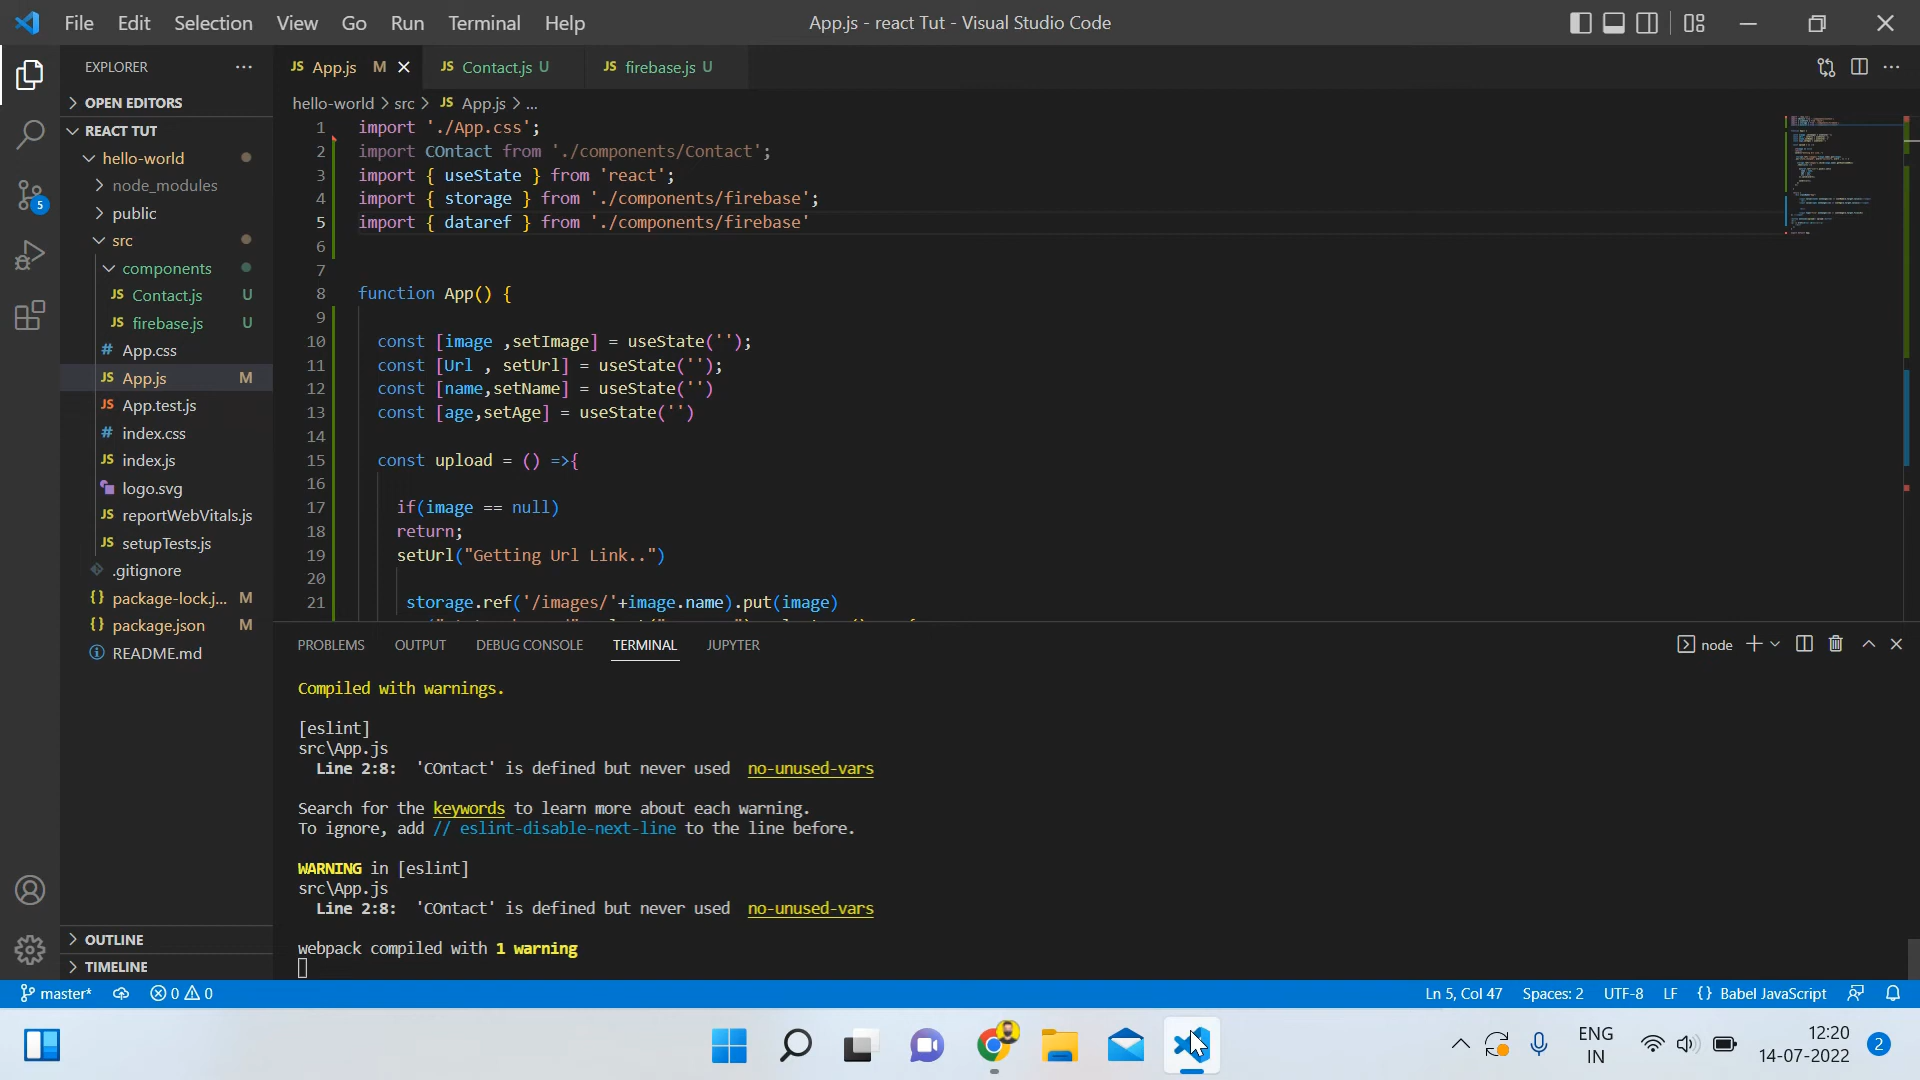 File Edit Selection View Go Run Terminal Help
App.js - react Tut - Visual Studio Code
EXPLORER
OPEN EDITORS
REACT TUT
hello-world
node_modules
public
src
components
JS Contact.js U
JS firebase.js U
# App.css
JS App.js M
JS App.test.js
# index.css
JS index.js
logo.svg
JS reportWebVitals.js
JS setupTests.js
.gitignore
{} package-lock.j... M
{} package.json M
README.md
OUTLINE
TIMELINE
5
JS App.js M JS Contact.js U JS firebase.js U
hello-world > src > JS App.js > ...
1 import './App.css';
2 import COntact from './components/Contact';
3 import { useState } from 'react';
4 import { storage } from './components/firebase';
5 import { dataref } from './components/firebase'
6
7
8 function App() {
9
10 const [image ,setImage] = useState('');
11 const [Url , setUrl] = useState('');
12 const [name,setName] = useState('')
13 const [age,setAge] = useState('')
14
15 const upload = () =>{
16
17 if(image == null)
18 return;
19 setUrl("Getting Url Link..")
20
21 storage.ref('/images/'+image.name).put(image)
PROBLEMS OUTPUT DEBUG CONSOLE TERMINAL JUPYTER
node
Compiled with warnings.
[eslint]
src\App.js
Line 2:8: 'COntact' is defined but never used no-unused-vars
Search for the keywords to learn more about each warning.
To ignore, add // eslint-disable-next-line to the line before.
WARNING in [eslint]
src\App.js
Line 2:8: 'COntact' is defined but never used no-unused-vars
webpack compiled with 1 warning
master* 0 0
Ln 5, Col 47 Spaces: 2 UTF-8 LF {} Babel JavaScript
ENG
IN
12:20
14-07-2022
2